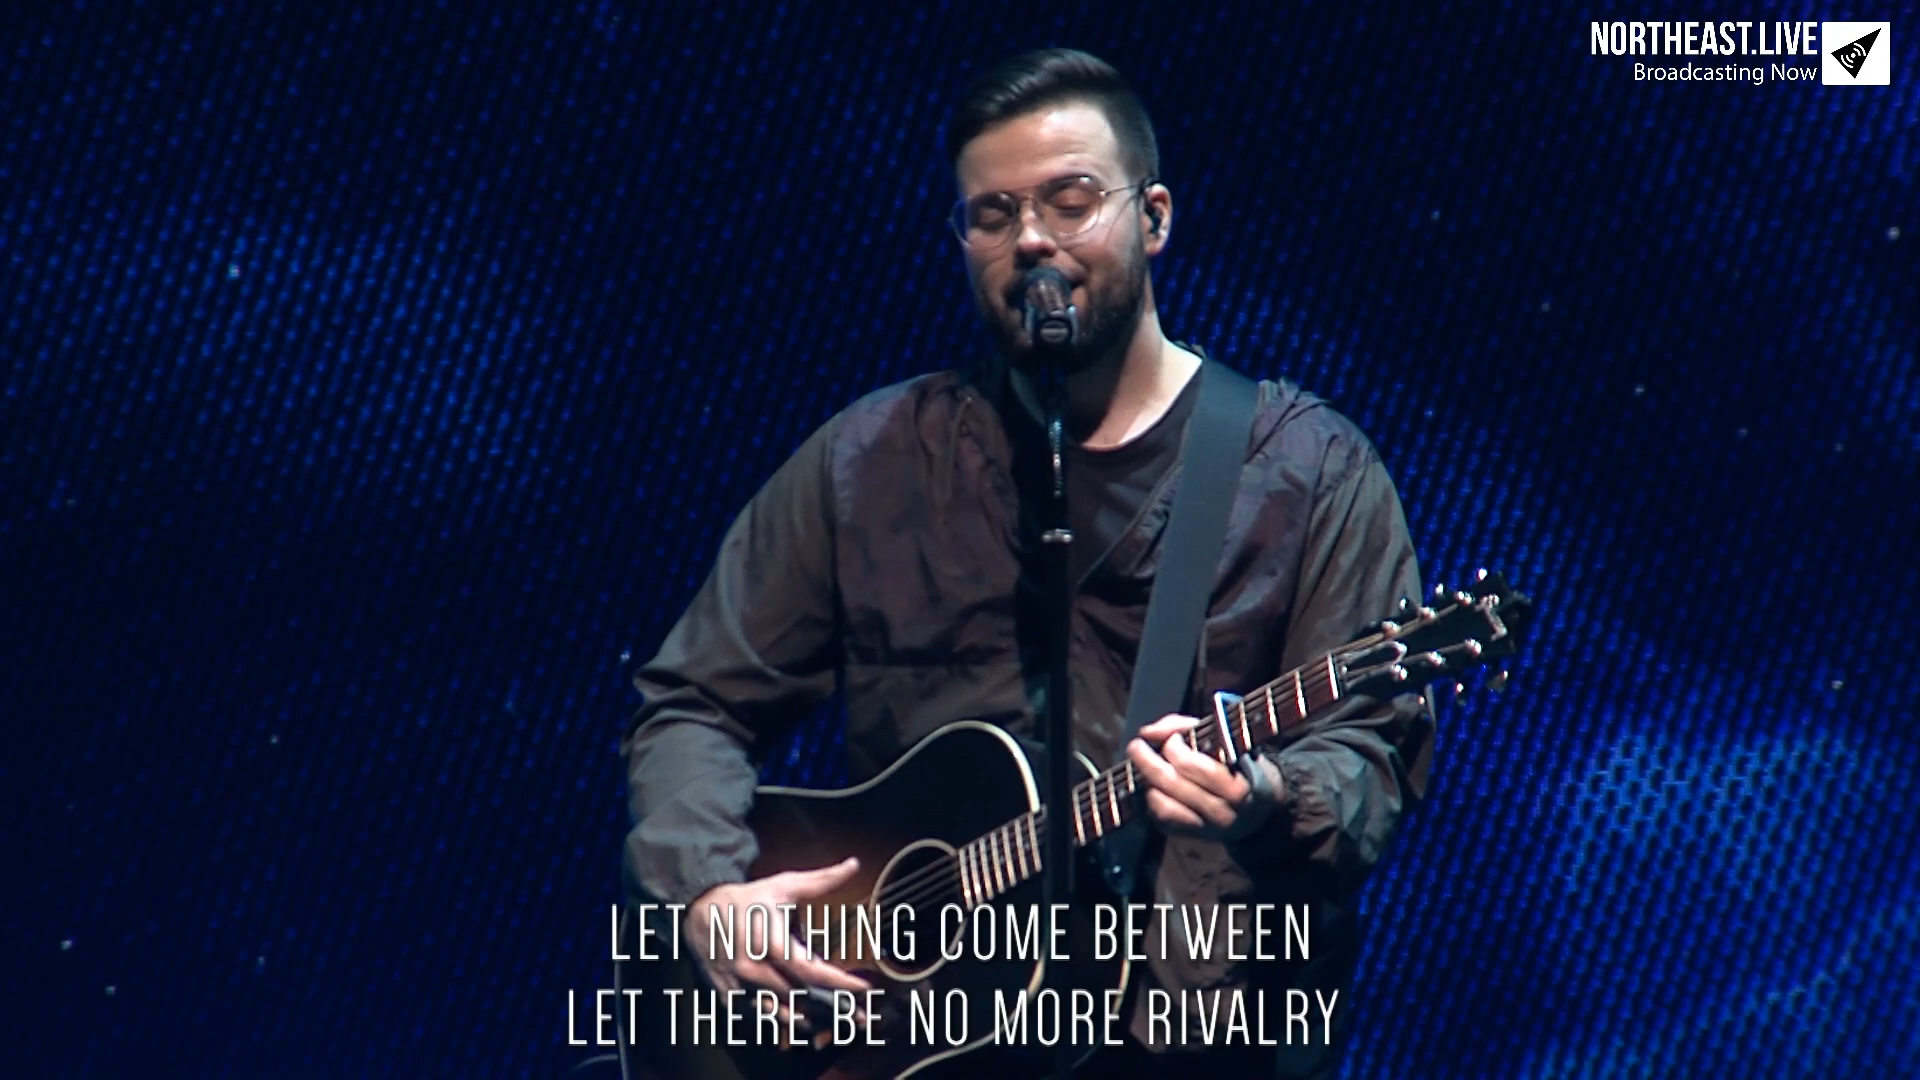 NORTHEAST.LIVE
Broadcasting Now
LET NOTHING COME BETWEEN
LET THERE BE NO MORE RIVALRY